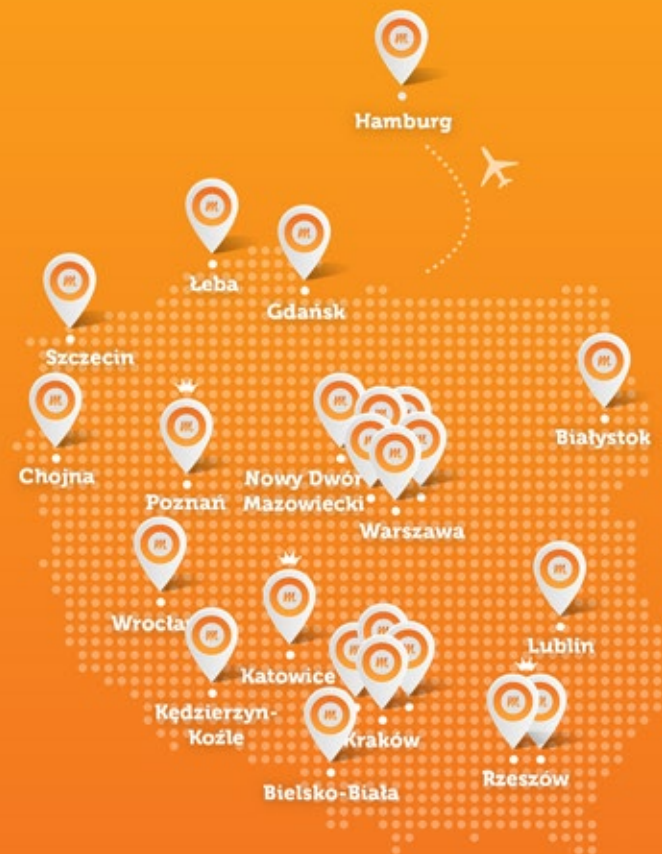 Hamburg
Łeba
Gdańsk
Szczecin
Białystok
Chojna
Poznań
Nowy Dwór
Mazowiecki
Warszawa
Lublin
Katowice
Kędzierzyn-
Koźle
Kraków
Rzeszów
Bielsko-Biała